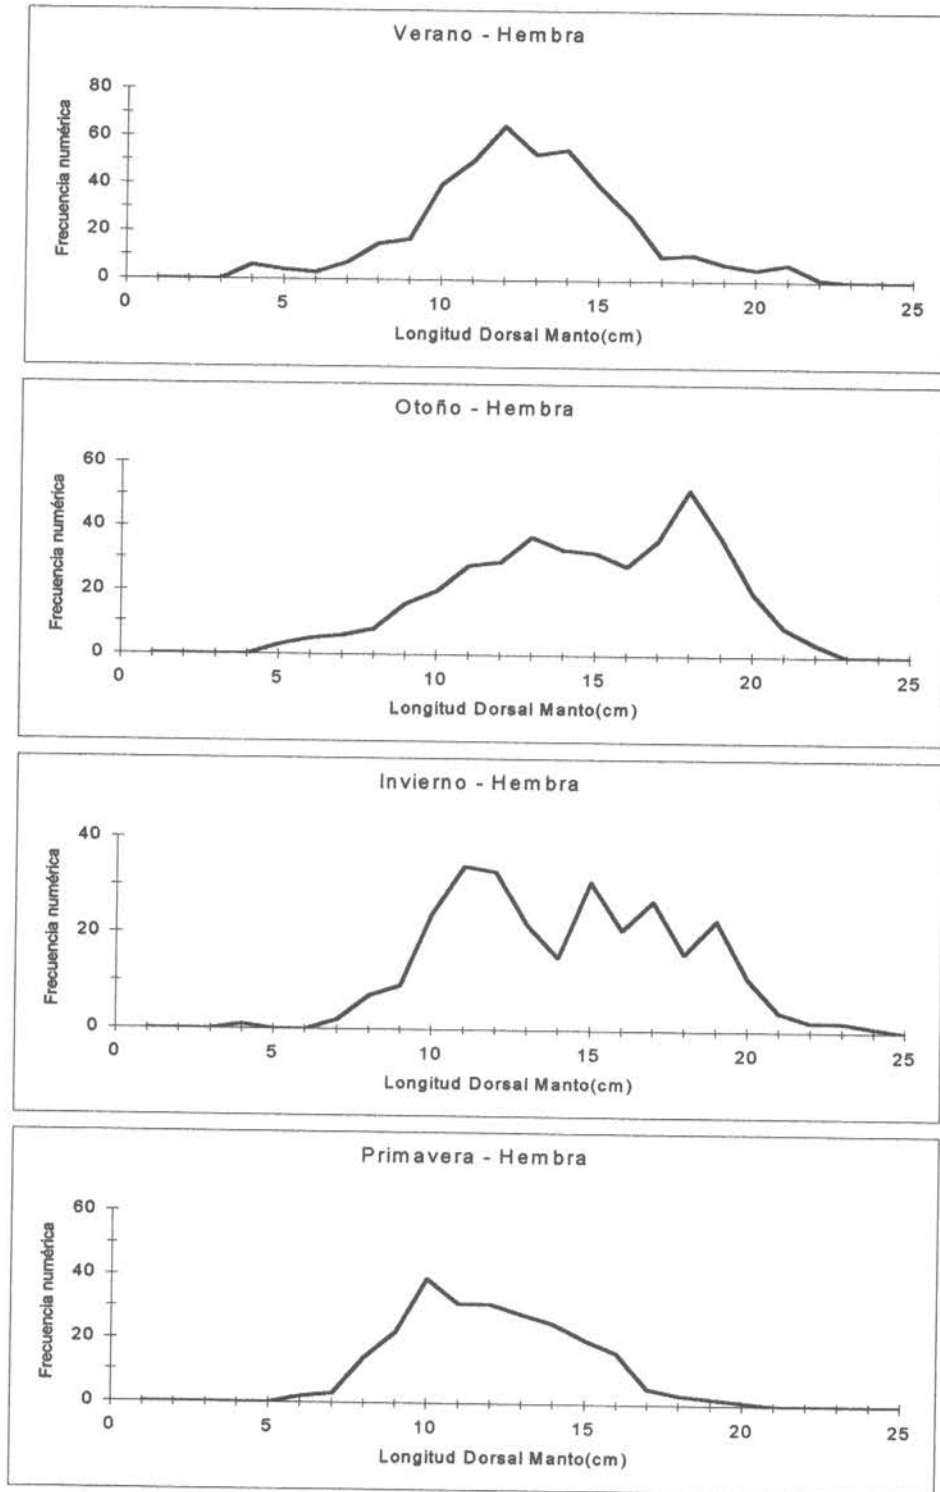 Verano - Hembra
Frecuencia numérica
80
60
40
20
0
0 5 10 15 20 25
Longitud Dorsal Manto(cm)
Otoño - Hembra
Frecuencia numérica
60
40
20
0
0 5 10 15 20 25
Longitud Dorsal Manto(cm)
Invierno - Hembra
Frecuencia numérica
40
20
0
0 5 10 15 20 25
Longitud Dorsal Manto(cm)
Primavera - Hembra
Frecuencia numérica
60
40
20
0
0 5 10 15 20 25
Longitud Dorsal Manto(cm)